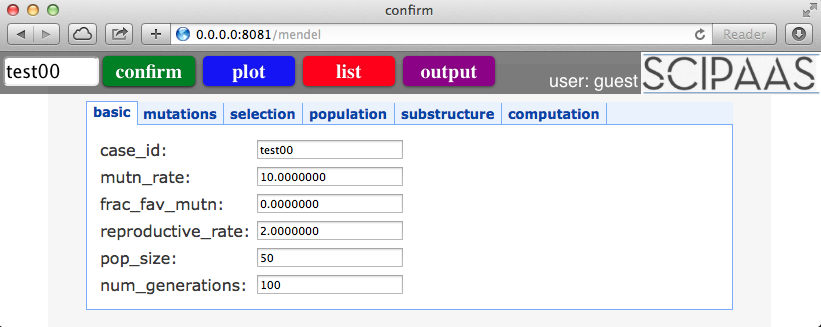 confirm
0.0.0.0:8081/mendel
Reader
test00 confirm plot list output user: guest SCIPAAS
basic mutations selection population substructure computation
case_id: test00
mutn_rate: 10.0000000
frac_fav_mutn: 0.0000000
reproductive_rate: 2.0000000
pop_size: 50
num_generations: 100